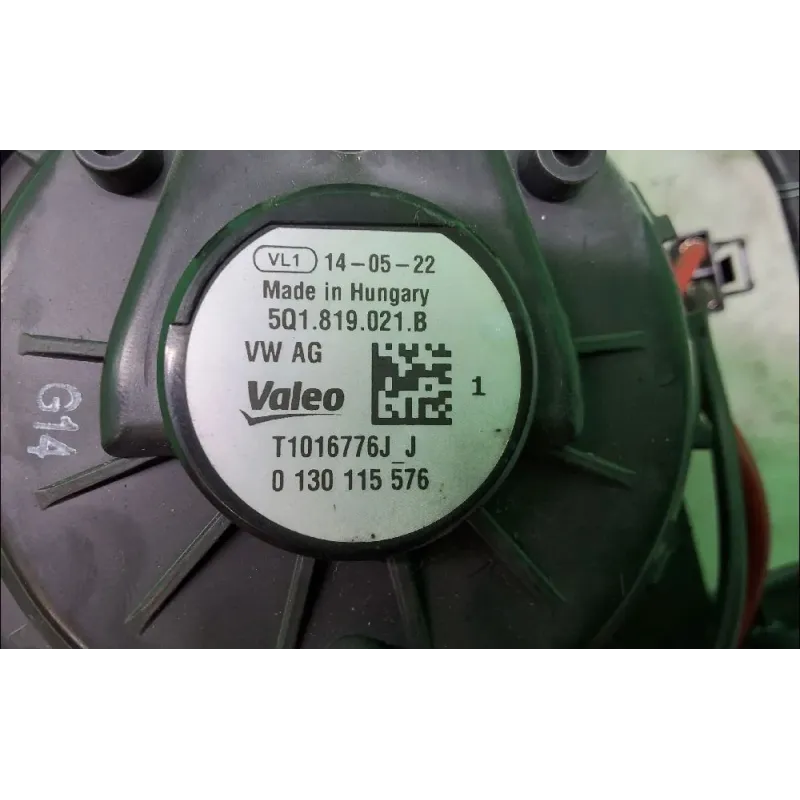 VL1 14-05-22
Made in Hungary
5Q1.819.021.B
VW AG
Valeo
1
T1016776J_J
0 130 115 576
G14